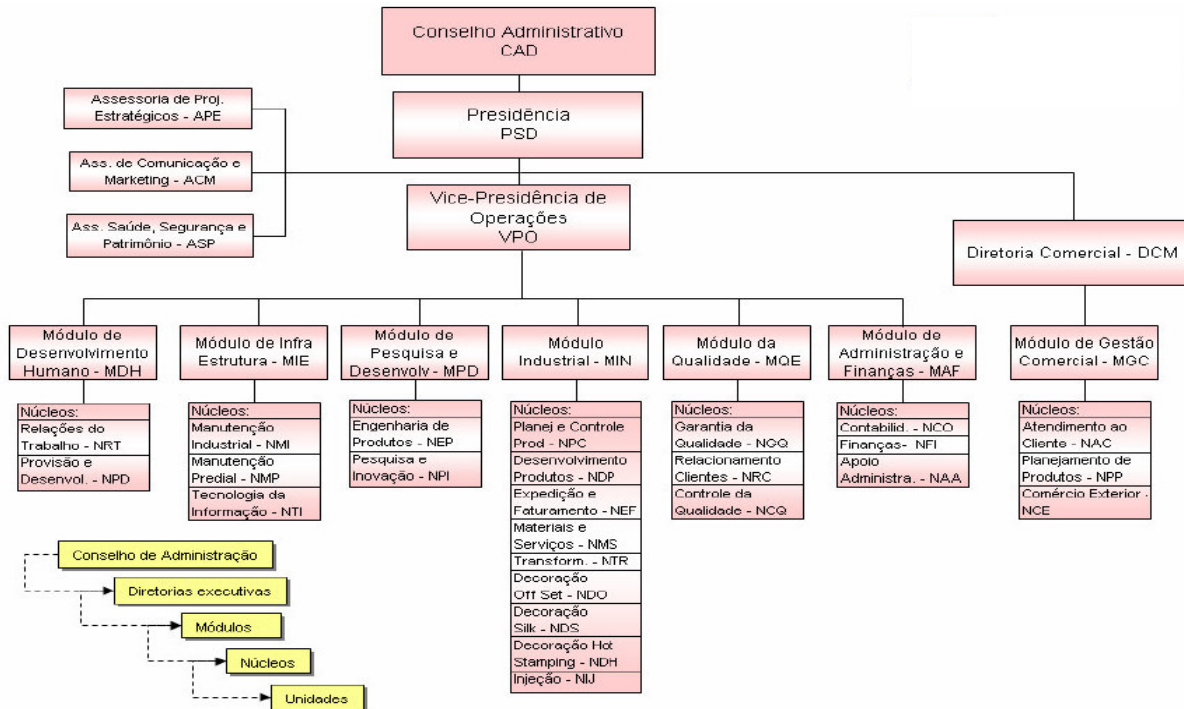 Conselho Administrativo
CAD
Assessoria de Proj.
Estratégicos - APE
Presidência
PSD
Ass. de Comunicação e
Marketing - ACM
Vice-Presidência de
Operações
VPO
Ass. Saúde, Segurança e
Patrimônio - ASP
Diretoria Comercial - DCM
Módulo de
Desenvolvimento
Humano - MDH
Módulo de Infra
Estrutura - MIE
Módulo de
Pesquisa e
Desenvolv - MPD
Módulo
Industrial - MIN
Módulo da
Qualidade - MQE
Módulo de
Administração e
Finanças - MAF
Módulo de Gestão
Comercial - MGC
Núcleos:
Relações do
Trabalho - NRT
Provisão e
Desenvol. - NPD
Núcleos:
Manutenção
Industrial - NMI
Manutenção
Predial - NMP
Tecnologia da
Informação - NTI
Núcleos:
Engenharia de
Produtos - NEP
Pesquisa e
Inovação - NPI
Núcleos:
Planej e Controle
Prod - NPC
Desenvolvimento
Produtos - NDP
Expedição e
Faturamento - NEF
Materiais e
Serviços - NMS
Transform. - NTR
Decoração
Off Set - NDO
Decoração
Silk - NDS
Decoração Hot
Stamping - NDH
Injeção - NIJ
Núcleos:
Garantia da
Qualidade - NGQ
Relacionamento
Clientes - NRC
Controle da
Qualidade - NCQ
Núcleos:
Contabilid. - NCO
Finanças- NFI
Apoio
Administra. - NAA
Núcleos:
Atendimento ao
Cliente - NAC
Planejamento de
Produtos - NPP
Comércio Exterior -
NCE
Conselho de Administração
Diretorias executivas
Módulos
Núcleos
Unidades